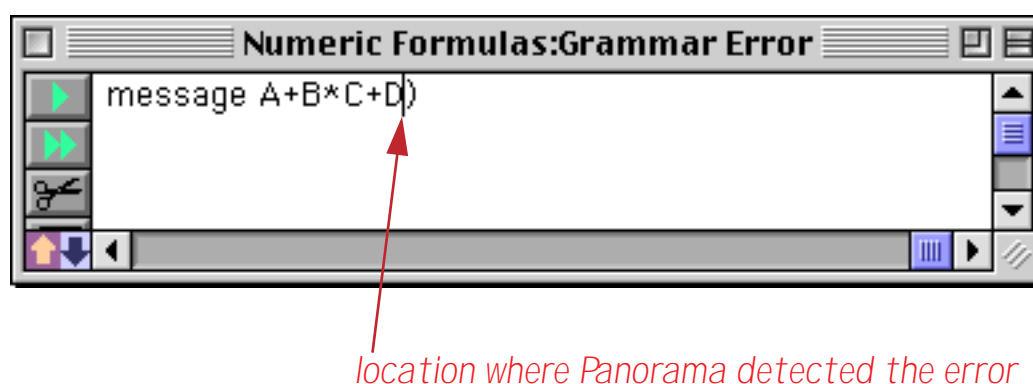 Numeric Formulas:Grammar Error
message A+B*C+D)
location where Panorama detected the error